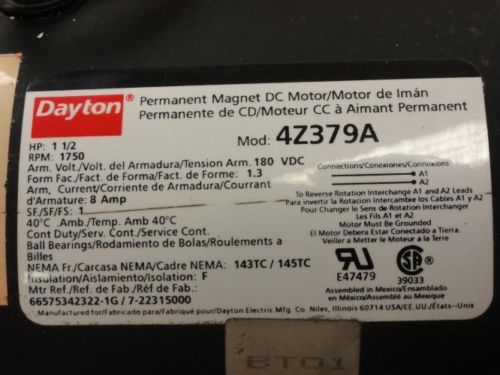 Dayton® Permanent Magnet DC Motor/Motor de Imán
Permanente de CD/Moteur CC à Aimant Permanent
HP: 1 1/2
Mod: 4Z379A
RPM: 1750
Arm. Volt./Volt. del Armadura/Tension Arm. 180 VDC
Form Fac./Fact. de Forma/Fact. de Forme: 1.3
Arm, Current/Corriente de Armadura/Courrant
d'Armature: 8 Amp
SF./SF/FS: 1
40°C .Amb./Temp. Amb 40°C
Cont Duty/Serv. Cont./Service Cont.
Ball Bearings/Rodamiento de Bolas/Roulements a
Billes
NEMA Fr./Carcasa NEMA/Cadre NEMA: 143TC / 145TC
Insulation/Aislamiento/Isolation: F
Mtr Ref./Ref. de Fab./Réf de Fab.:
66575342322-1G / 7-22315000
Connections/Conexiones/Connexions
A1
A2
To Reverse Rotation Interchange A1 and A2 Leads
Para invertir la Rotación Intercambie los Cables A1 y A2
Pour Changer le Sens de Rotation Interchange
Les Fils A1 et A2
Motor Must Be Grounded
El Motor Debera Estar Conectado a Tierra
Veiller a Metter le Moteur a la Terre
E47479
39033
Assembled in Mexico/Ensamblado
en México/Assemblé au Mexique
Manufactured for/Fabricado para/Fabriqué pour/Dayton Electric Mfg. Co. Niles, Illinois 60714 USA/EE.UU./États--Unis
BT01